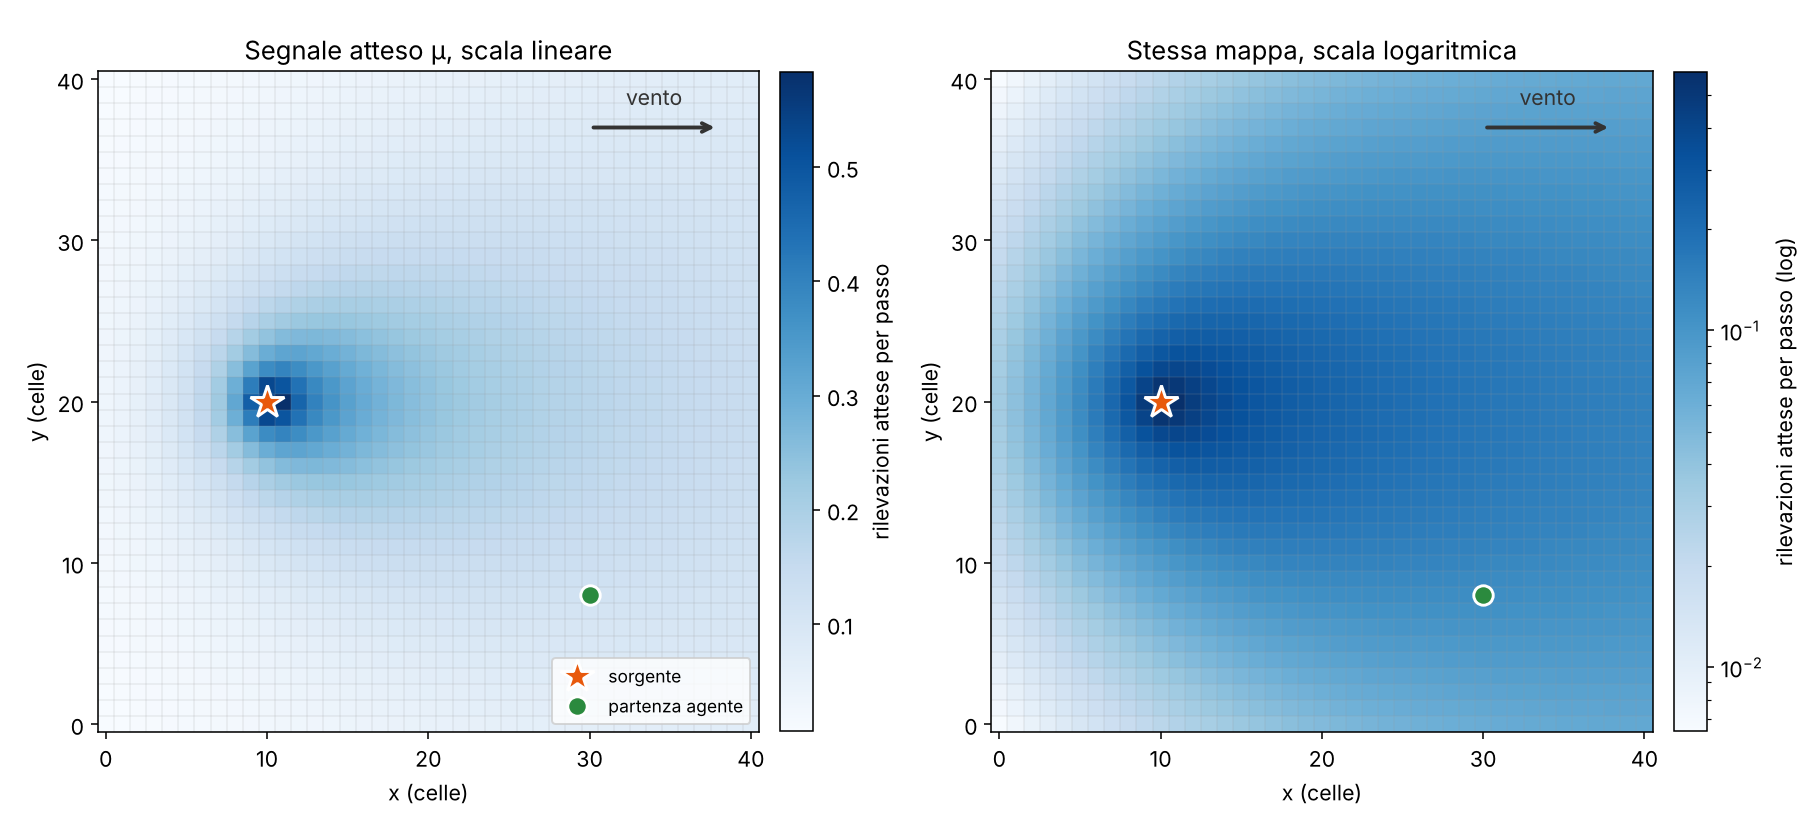 Segnale atteso μ, scala lineare
vento
40
30
20
10
0
y (celle)
0 10 20 30 40
x (celle)
sorgente
partenza agente
0.5
0.4
0.3
0.2
0.1
rilevazioni attese per passo
Stessa mappa, scala logaritmica
vento
40
30
20
10
0
y (celle)
0 10 20 30 40
x (celle)
10⁻¹
10⁻²
rilevazioni attese per passo (log)